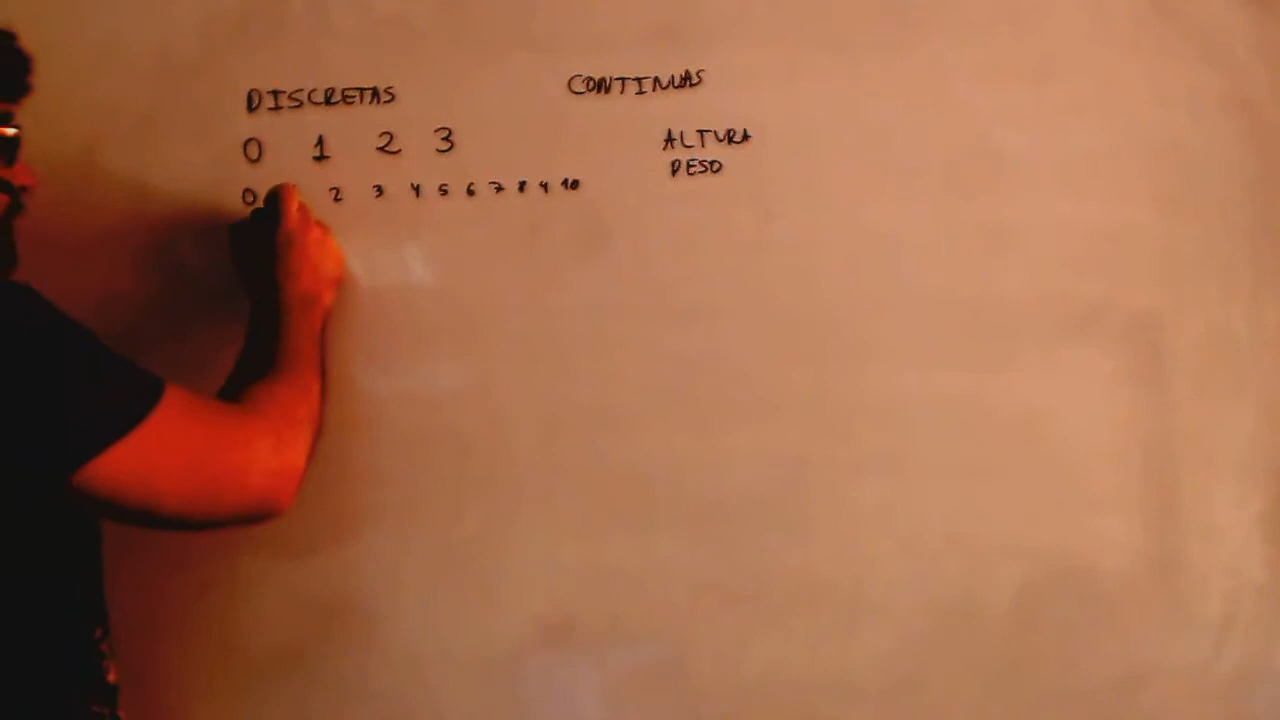 DISCRETAS
CONTINUAS
0 1 2 3
ALTURA
PESO
0 2 3 4 5 6 7 8 9 10